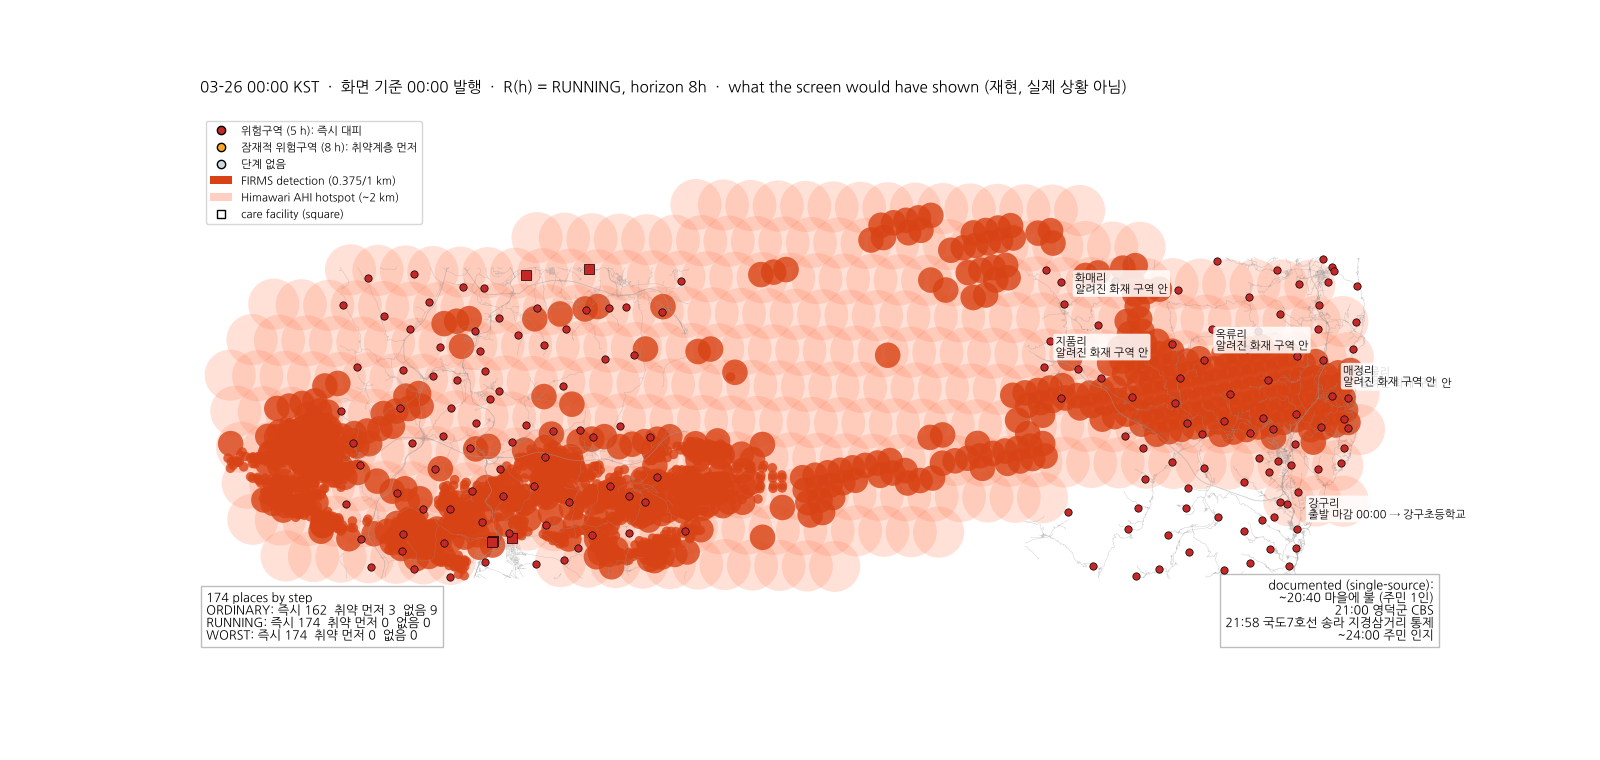 03-26 00:00 KST · 화면 기준 00:00 발행 · R(h) = RUNNING, horizon 8h · what the screen would have shown (재현, 실제 상황 아님)
위험구역 (5 h): 즉시 대피
잠재적 위험구역 (8 h): 취약계층 먼저
단계 없음
FIRMS detection (0.375/1 km)
Himawari AHI hotspot (~2 km)
care facility (square)
화매리
알려진 화재 구역 안
옥류리
알려진 화재 구역 안
지품리
알려진 화재 구역 안
매정리
알려진 화재 구역 안
안
강구리
출발 마감 00:00 → 강구초등학교
174 places by step
ORDINARY: 즉시 162 취약 먼저 3 없음 9
RUNNING: 즉시 174 취약 먼저 0 없음 0
WORST: 즉시 174 취약 먼저 0 없음 0
documented (single-source):
~20:40 마을에 불 (주민 1인)
21:00 영덕군 CBS
21:58 국도7호선 송라 지경삼거리 통제
~24:00 주민 인지